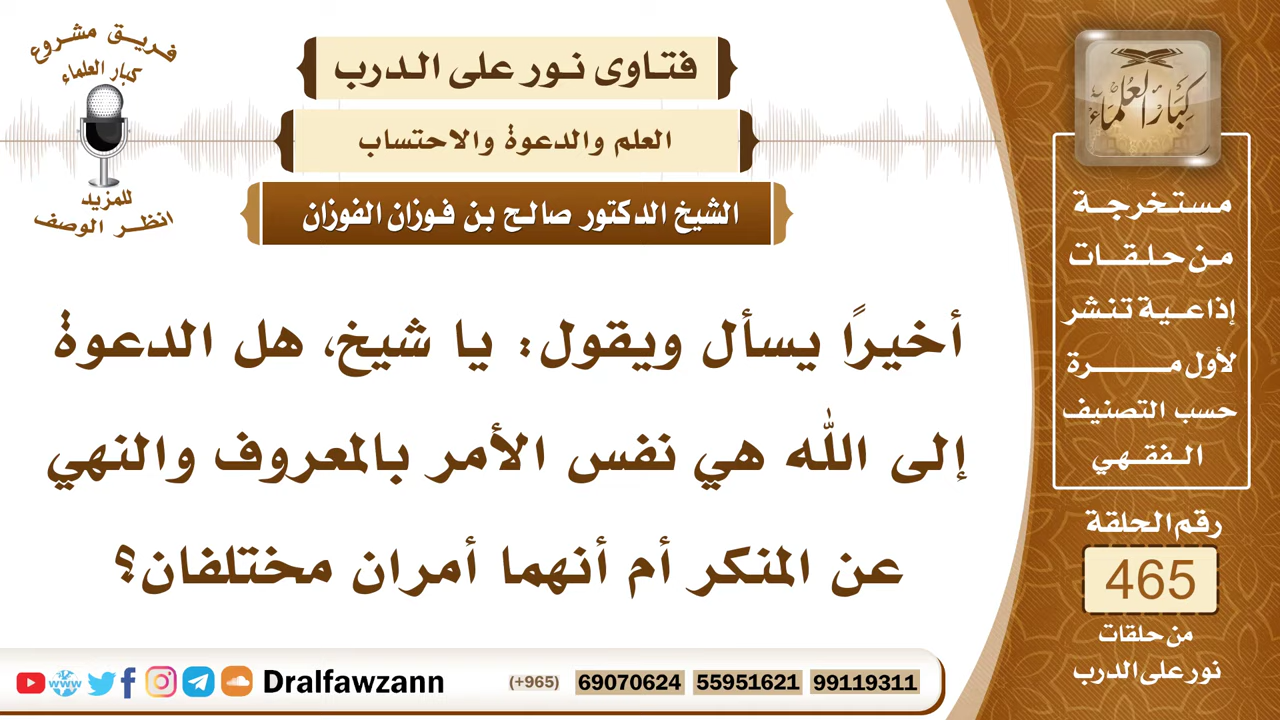 فريق مشروع
كبار العلماء
للمزيد
انظر الوصف
فتاوى نور على الدرب
العلم والدعوة والاحتساب
الشيخ الدكتور صالح بن فوزان الفوزان
أخيرًا يسأل ويقول: يا شيخ، هل الدعوة
إلى الله هي نفس الأمر بالمعروف والنهي
عن المنكر أم أنهما أمران مختلفان؟
كبار العلماء
مستخرجة
من حلقات
إذاعية تنشر
لأول مرة
حسب التصنيف
الفقهي
رقم الحلقة
465
من حلقات
نور على الدرب
www Dralfawzann (+965) 69070624 55951621 99119311